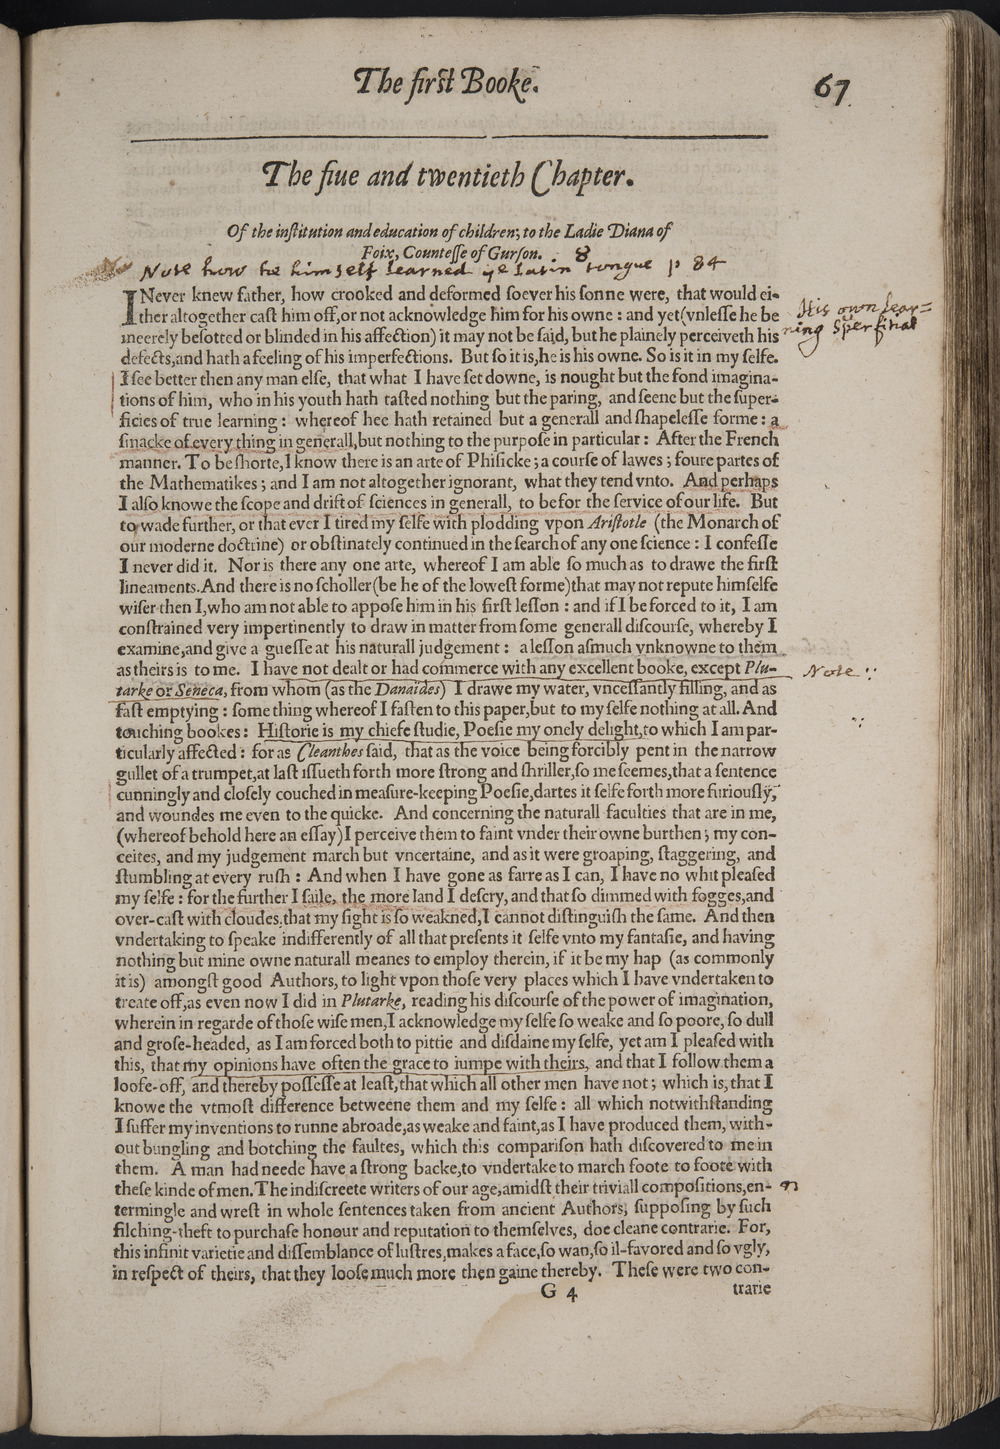 The first Booke.
67
The fiue and twentieth Chapter.
Of the institution and education of children; to the Ladie Diana of
Foix, Countesse of Gurson. . 8
Note how he himself learned ye latin tongue p 84
I Never knew father, how crooked and deformed soever his sonne were, that would ei-
His own lear=
ther altogether cast him off, or not acknowledge him for his owne : and yet (vnlesse he be
ning
meerely besotted or blinded in his affection) it may not be said, but he plainely perceiveth his
defects, and hath a feeling of his imperfections. But so it is, he is his owne. So is it in my selfe.
I see better then any man else, that what I have set downe, is nought but the fond imagina-
tions of him, who in his youth hath tasted nothing but the paring, and seene but the super-
ficies of true learning : whereof hee hath retained but a generall and shapelesse forme : a
smacke of every thing in generall, but nothing to the purpose in particular : After the French
manner. To be shorte, I know there is an arte of Phisicke ; a course of lawes ; foure partes of
the Mathematikes ; and I am not altogether ignorant, what they tend vnto. And perhaps
I also knowe the scope and drift of sciences in generall, to be for the service of our life. But
to wade further, or that ever I tired my selfe with plodding vpon Aristotle (the Monarch of
our moderne doctrine) or obstinately continued in the search of any one science : I confesse
I never did it. Nor is there any one arte, whereof I am able so much as to drawe the first
lineaments. And there is no scholler (be he of the lowest forme) that may not repute himselfe
wiser then I, who am not able to appose him in his first lesson : and if I be forced to it, I am
constrained very impertinently to draw in matter from some generall discourse, whereby I
examine, and give a guesse at his naturall judgement : a lesson asmuch vnknowne to them
as theirs is to me. I have not dealt or had commerce with any excellent booke, except Plu-
Note
tarke or Seneca, from whom (as the Danaïdes) I drawe my water, vncessantly filling, and as
fast emptying : some thing whereof I fasten to this paper, but to my selfe nothing at all. And
touching bookes : Historie is my chiefe studie, Poesie my onely delight, to which I am par-
ticularly affected : for as Cleanthes said, that as the voice being forcibly pent in the narrow
gullet of a trumpet, at last issueth forth more strong and shriller, so me seemes, that a sentence
cunningly and closely couched in measure-keeping Poesie, dartes it selfe forth more furiously,
and woundes me even to the quicke. And concerning the naturall faculties that are in me,
(whereof behold here an essay) I perceive them to faint vnder their owne burthen ; my con-
ceites, and my judgement march but vncertaine, and as it were groaping, staggering, and
stumbling at every rush : And when I have gone as farre as I can, I have no whit pleased
my selfe : for the further I saile, the more land I descry, and that so dimmed with fogges, and
over-cast with cloudes, that my sight is so weakned, I cannot distinguish the same. And then
vndertaking to speake indifferently of all that presents it selfe vnto my fantasie, and having
nothing but mine owne naturall meanes to employ therein, if it be my hap (as commonly
it is) amongst good Authors, to light vpon those very places which I have vndertaken to
treate off, as even now I did in Plutarke, reading his discourse of the power of imagination,
wherein in regarde of those wise men, I acknowledge my selfe so weake and so poore, so dull
and grose-headed, as I am forced both to pittie and disdaine my selfe, yet am I pleased with
this, that my opinions have often the grace to iumpe with theirs, and that I follow them a
loofe-off, and thereby possesse at least, that which all other men have not ; which is, that I
knowe the vtmost difference betweene them and my selfe : all which notwithstanding
I suffer my inventions to runne abroade, as weake and faint, as I have produced them, with-
out bungling and botching the faultes, which this comparison hath discovered to me in
them. A man had neede have a strong backe, to vndertake to march foote to foote with
these kinde of men. The indiscreete writers of our age, amidst their triviall compositions, en-
termingle and wrest in whole sentences taken from ancient Authors, supposing by such
filching-theft to purchase honour and reputation to themselves, doe cleane contrarie. For,
this infinit varietie and dissemblance of lustres, makes a face, so wan, so il-favored and so vgly,
in respect of theirs, that they loose much more then gaine thereby. These were two con-
G 4
trarie